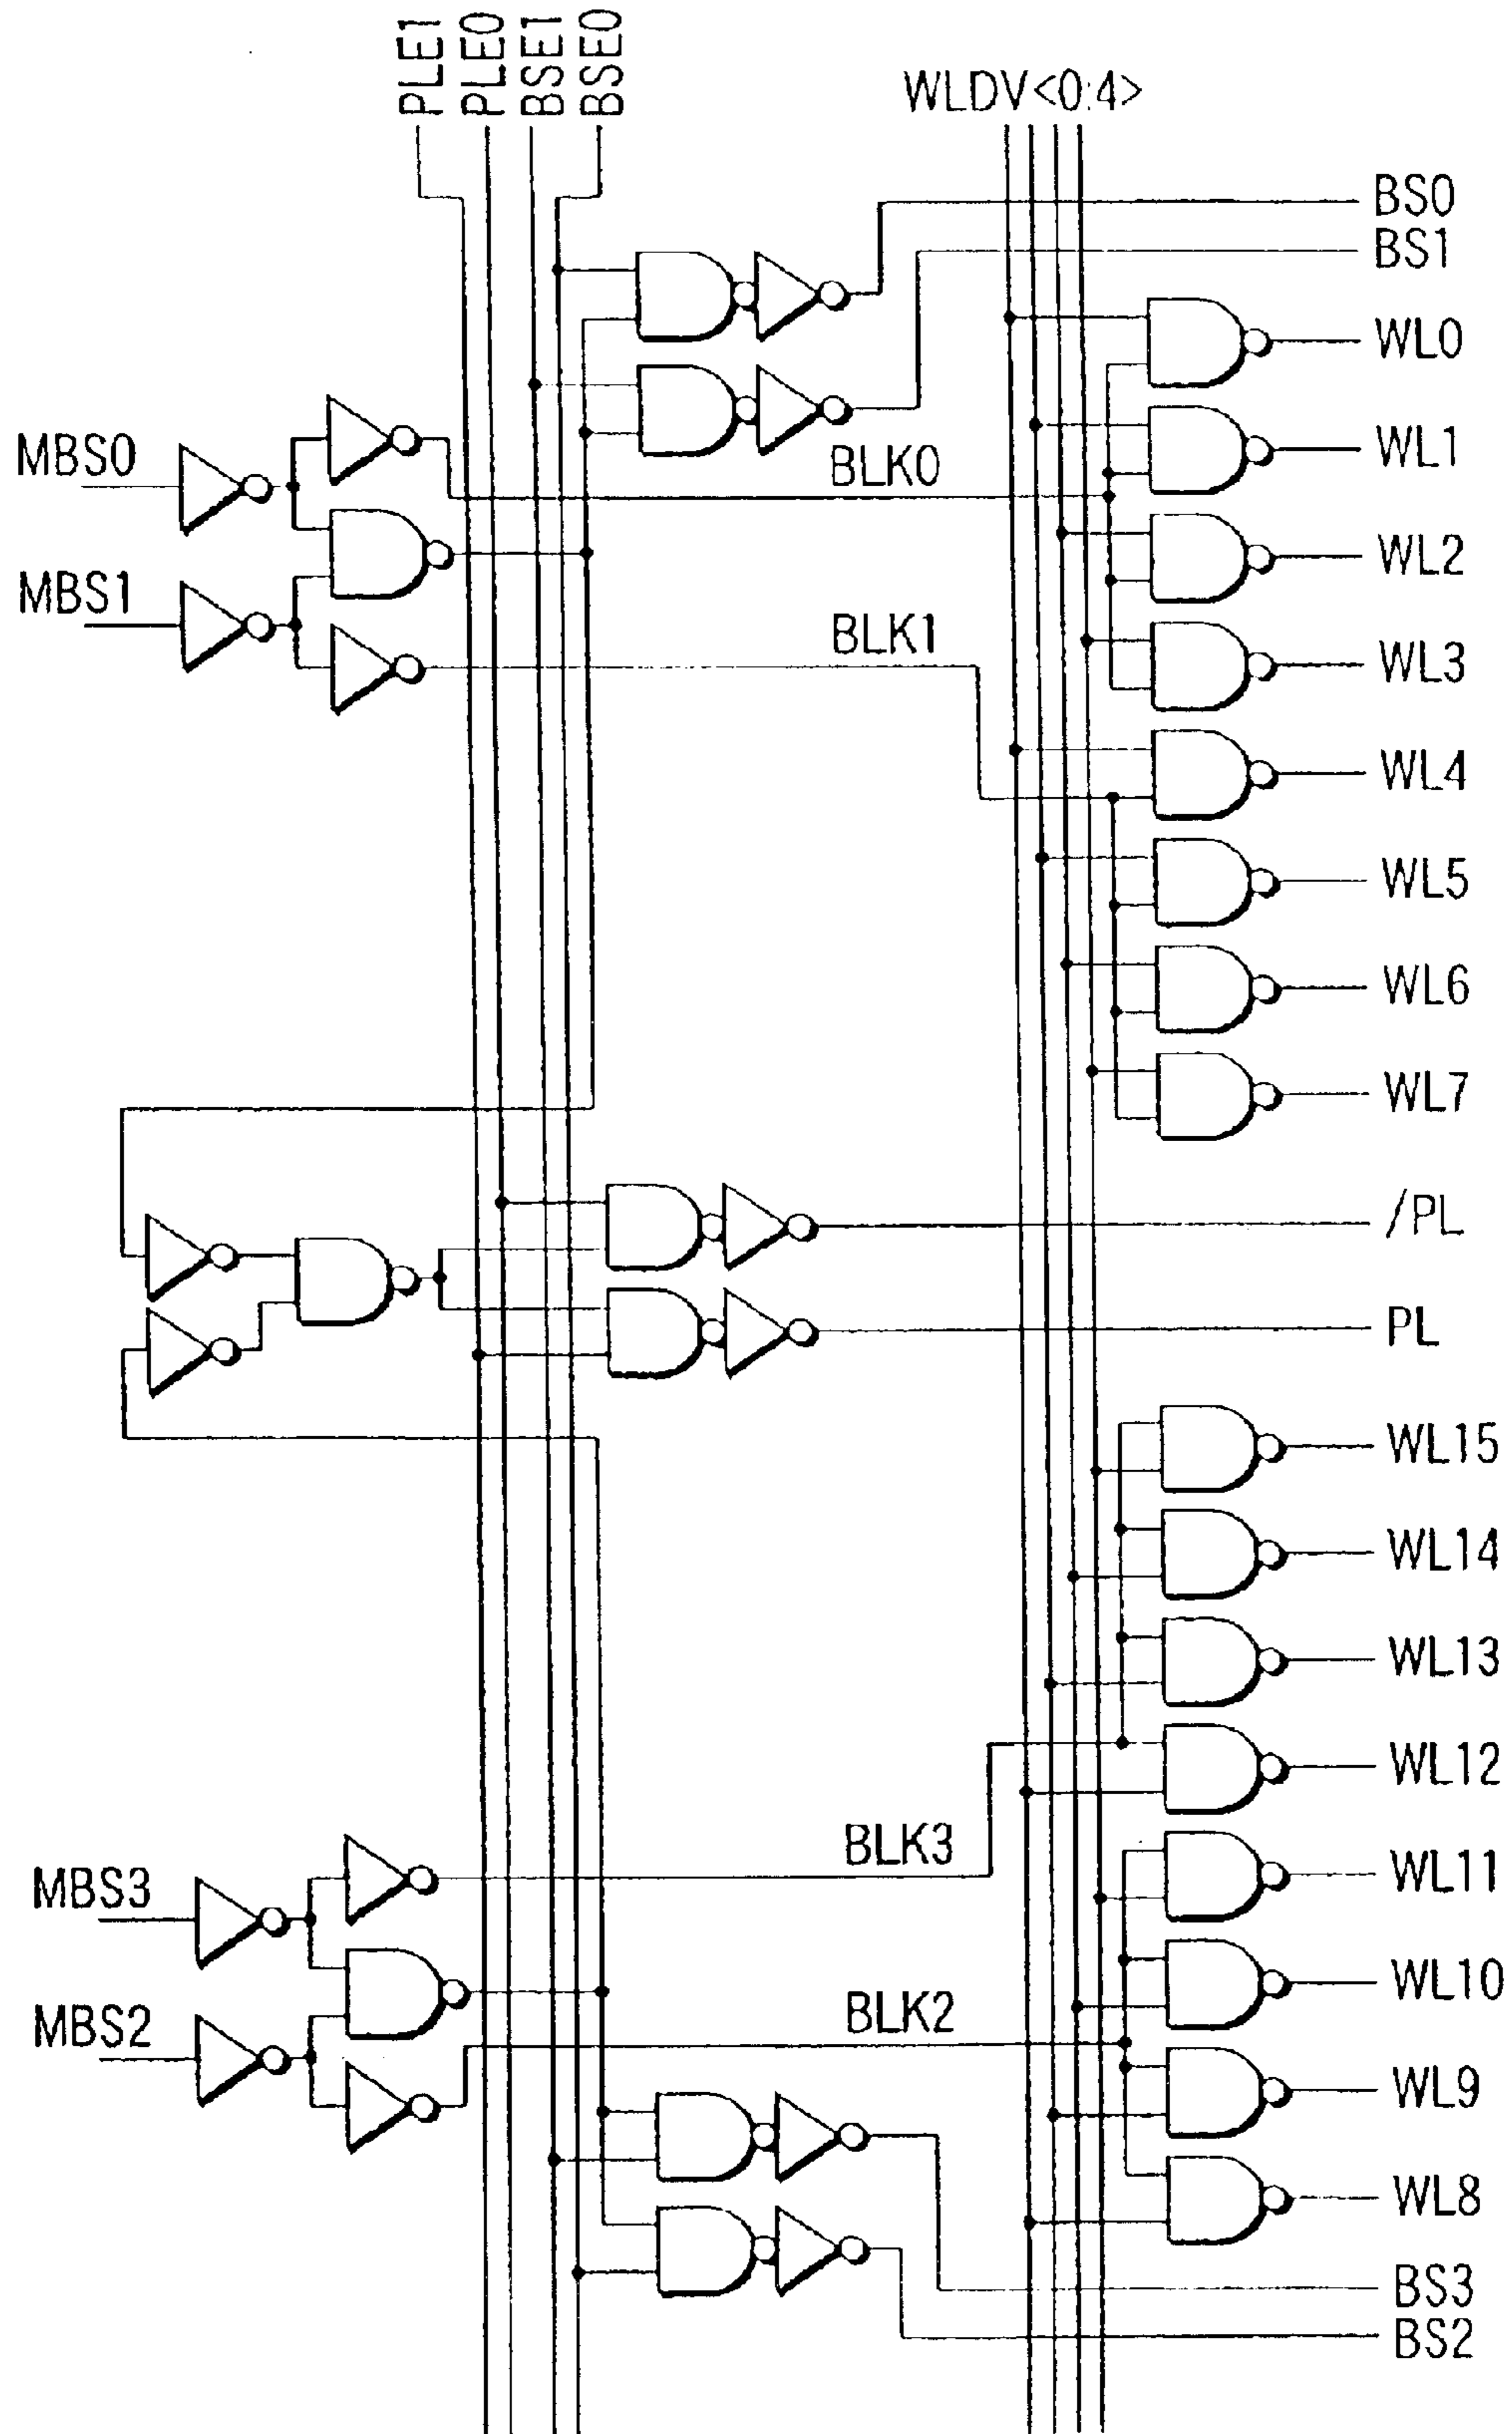 PLE1
PLE0
BSE1
BSE0
WLDV<0:4>
BS0
BS1
WL0
MBS0
BLK0
WL1
WL2
MBS1
BLK1
WL3
WL4
WL5
WL6
WL7
/PL
PL
WL15
WL14
WL13
WL12
BLK3
MBS3
WL11
WL10
MBS2
BLK2
WL9
WL8
BS3
BS2